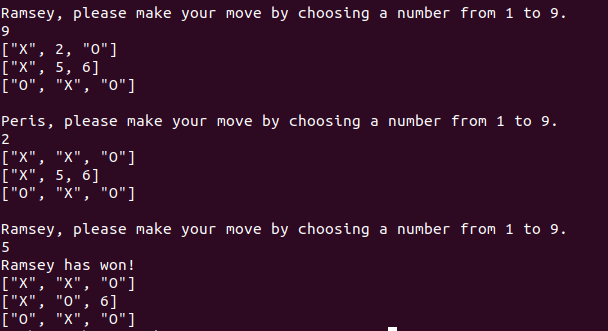 Ramsey, please make your move by choosing a number from 1 to 9.
9
["X", 2, "O"]
["X", 5, 6]
["O", "X", "O"]
Peris, please make your move by choosing a number from 1 to 9.
2
["X", "X", "O"]
["X", 5, 6]
["O", "X", "O"]
Ramsey, please make your move by choosing a number from 1 to 9.
5
Ramsey has won!
["X", "X", "O"]
["X", "O", 6]
["O", "X", "O"]